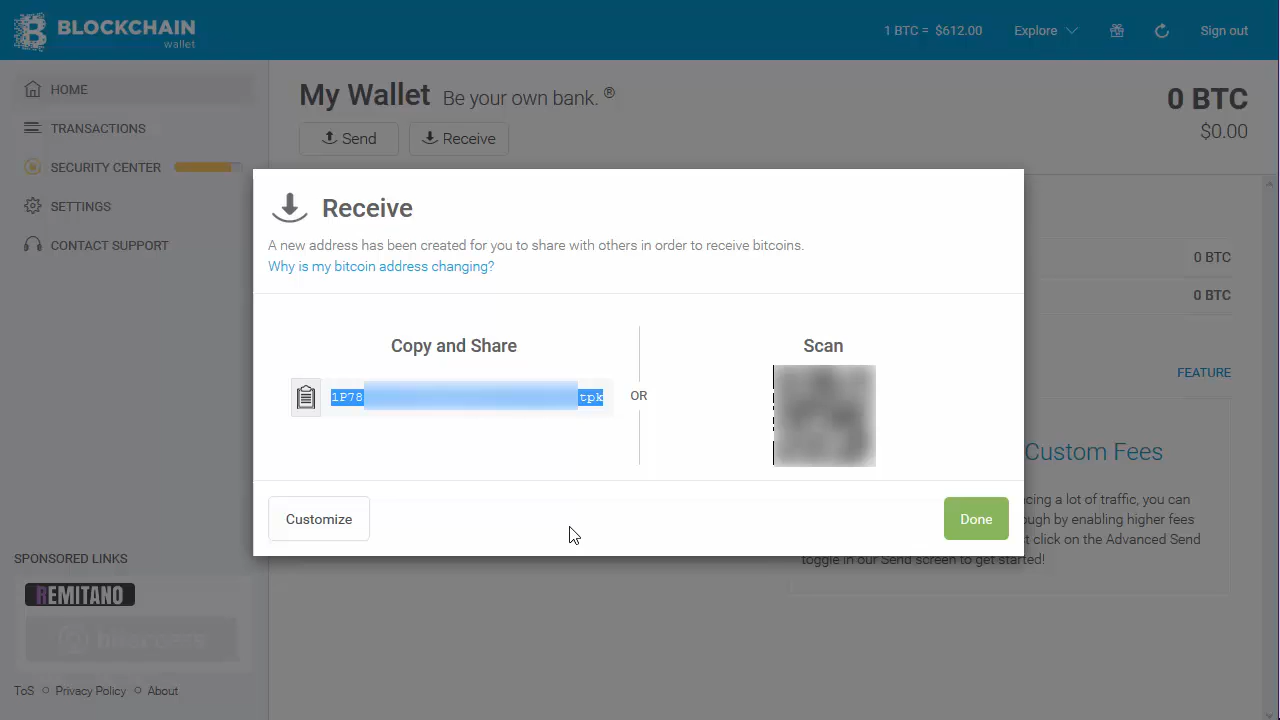 BLOCKCHAIN
wallet
1 BTC = $612.00
Explore
Sign out
HOME
TRANSACTIONS
SECURITY CENTER
SETTINGS
CONTACT SUPPORT
My Wallet Be your own bank. ®
0 BTC
$0.00
Send
Receive
Receive
A new address has been created for you to share with others in order to receive bitcoins.
Why is my bitcoin address changing?
0 BTC
0 BTC
Copy and Share
1P78
tpk
OR
Scan
FEATURE
Custom Fees
a lot of traffic, you can
by enabling higher fees
click on the Advanced Send
toggle in our Send screen to get started!
Customize
Done
SPONSORED LINKS
REMITANO
bitaccess
ToS
Privacy Policy
About